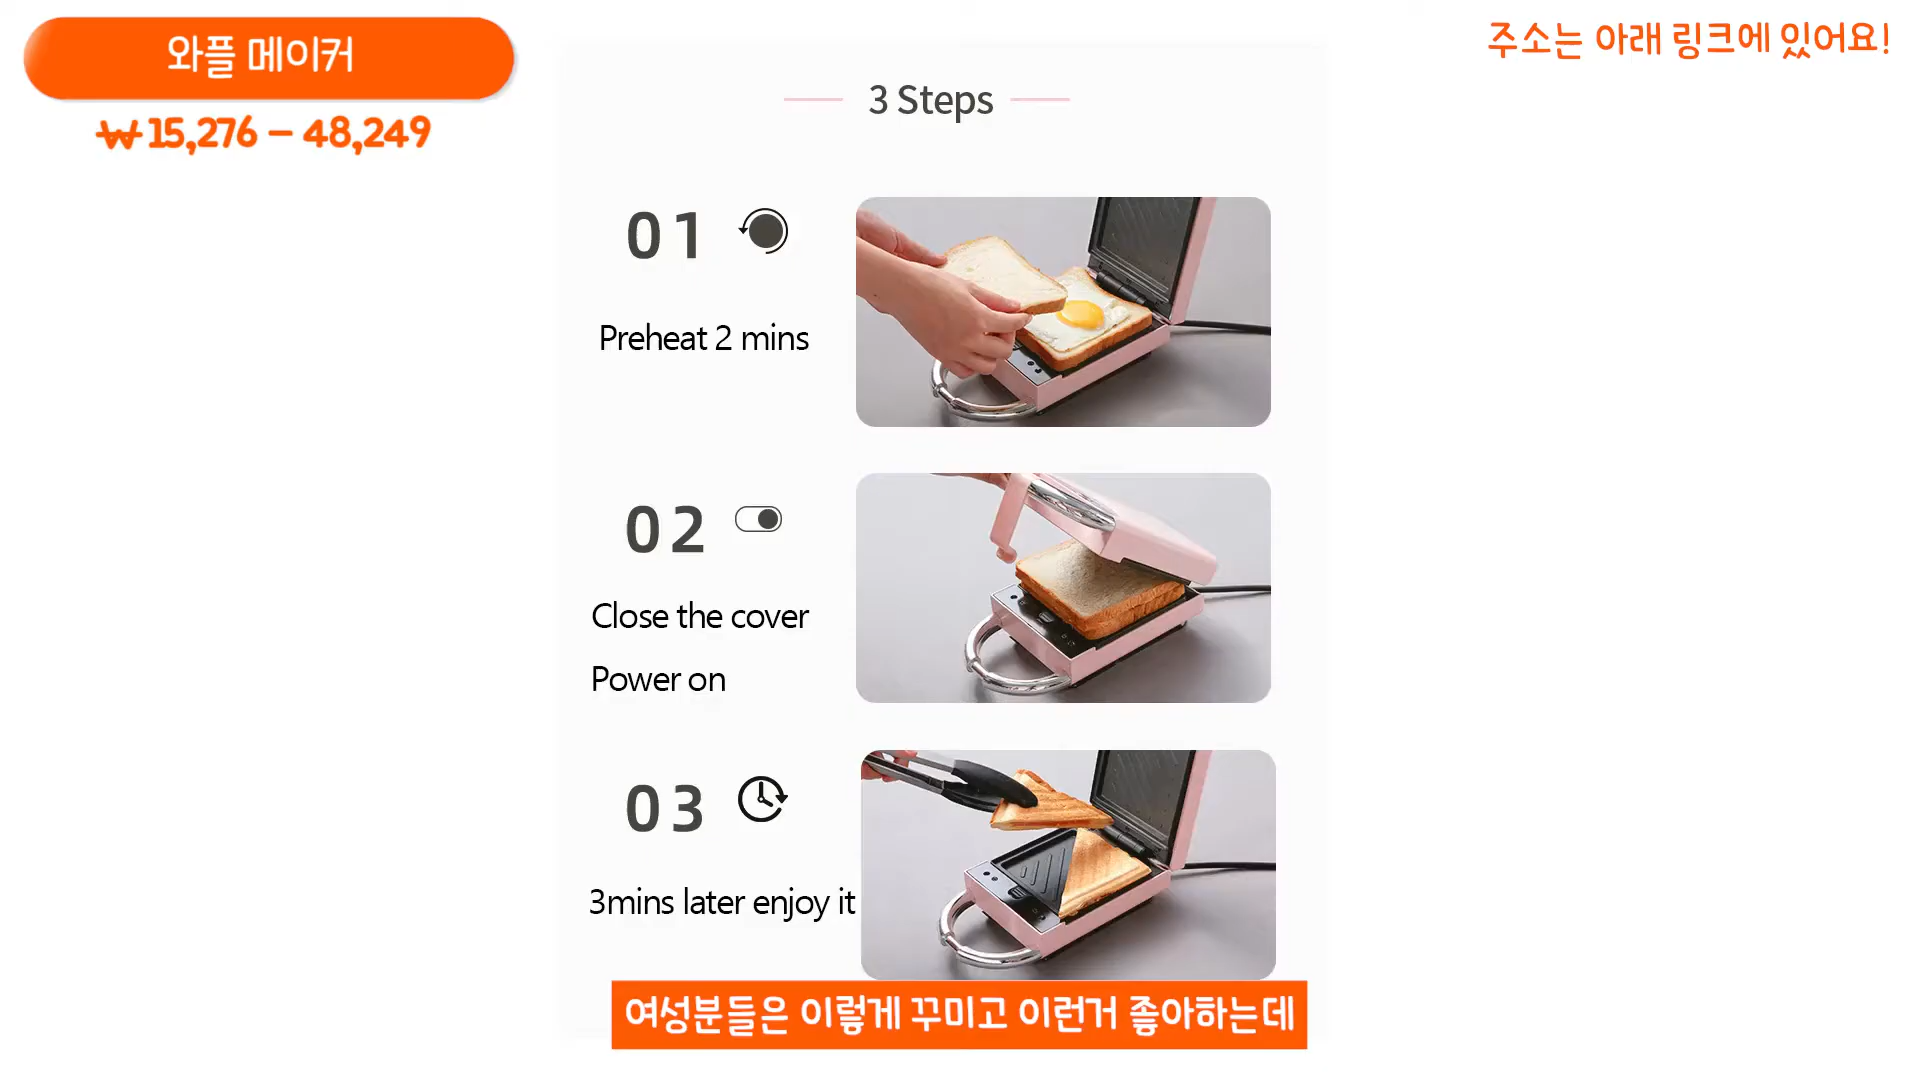 와플 메이커
₩ 15,276 – 48,249
주소는 아래 링크에 있어요!
3 Steps
01
Preheat 2 mins
02
Close the cover
Power on
03
3mins later enjoy it
여성분들은 이렇게 꾸미고 이런거 좋아하는데